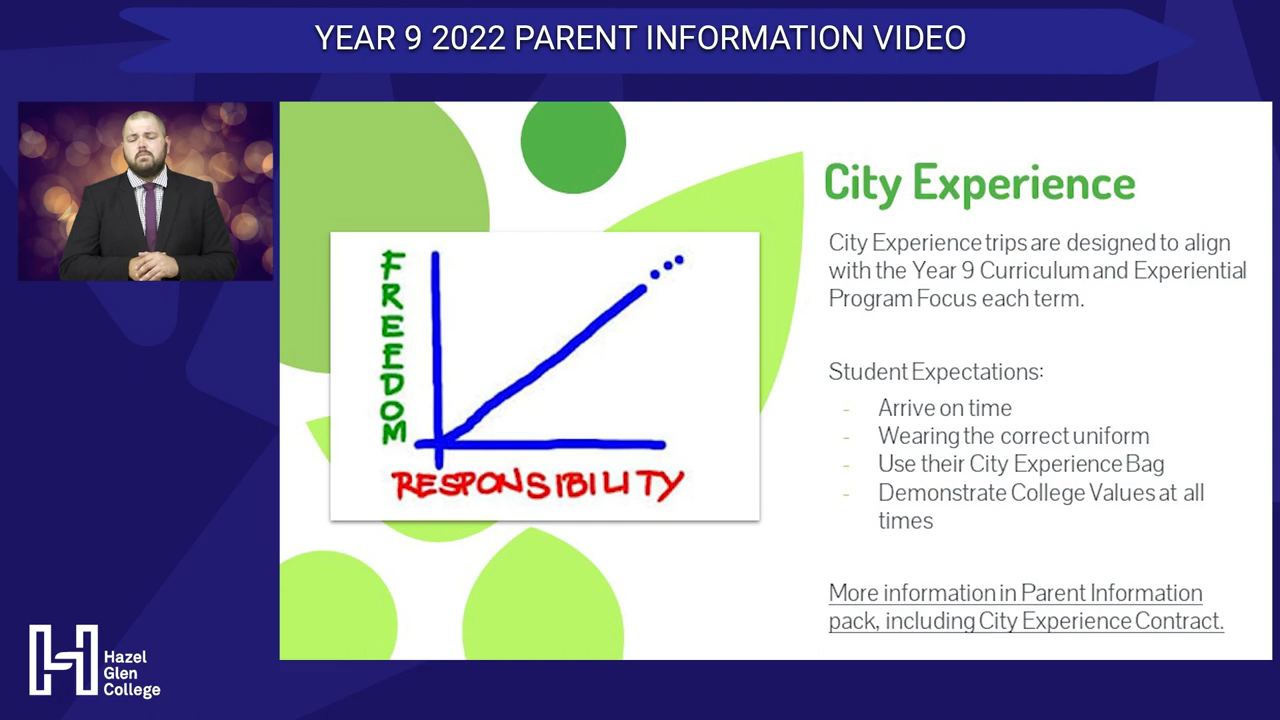 YEAR 9 2022 PARENT INFORMATION VIDEO
City Experience
City Experience trips are designed to align
with the Year 9 Curriculum and Experiential
Program Focus each term.
Student Expectations:
- Arrive on time
- Wearing the correct uniform
- Use their City Experience Bag
- Demonstrate College Values at all
times
More information in Parent Information
pack, including City Experience Contract.
FREEDOM
RESPONSIBILITY
Hazel
Glen
College